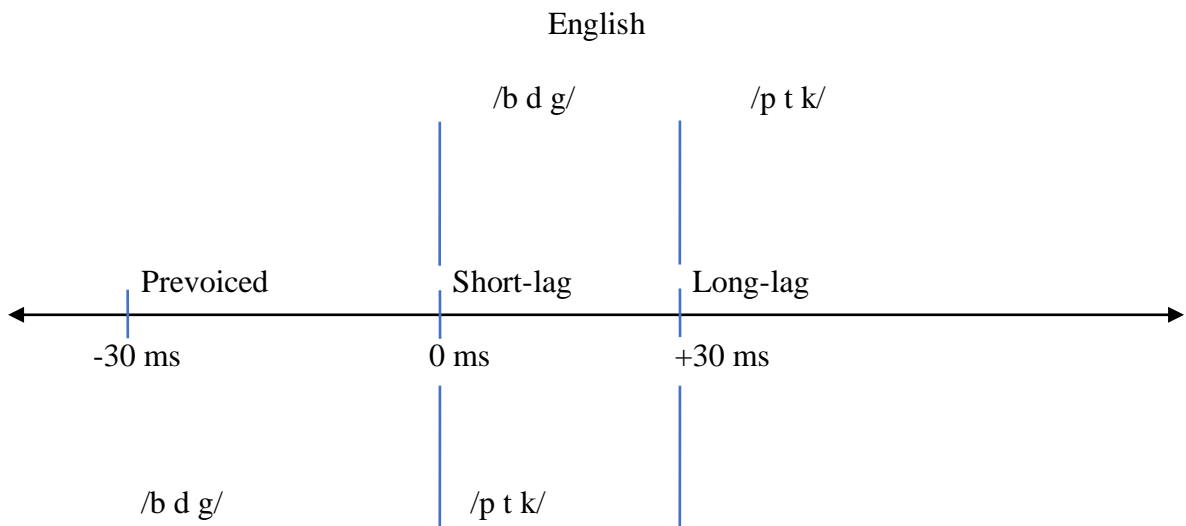 English
/b d g/ /p t k/
Prevoiced Short-lag Long-lag
-30 ms 0 ms +30 ms
/b d g/ /p t k/